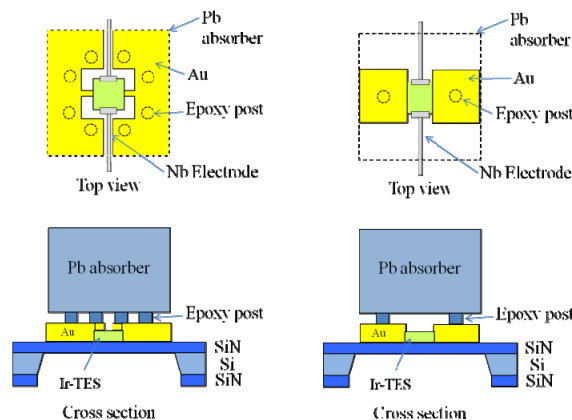 Pb
absorber
Au
Epoxy post
Nb Electrode
Top view
Pb
absorber
Au
Epoxy post
Nb Electrode
Top view
Pb absorber
Epoxy post
Au
SiN
Si
SiN
Ir-TES
Cross section
Pb absorber
Epoxy post
Au
SiN
Si
SiN
Ir-TES
Cross section